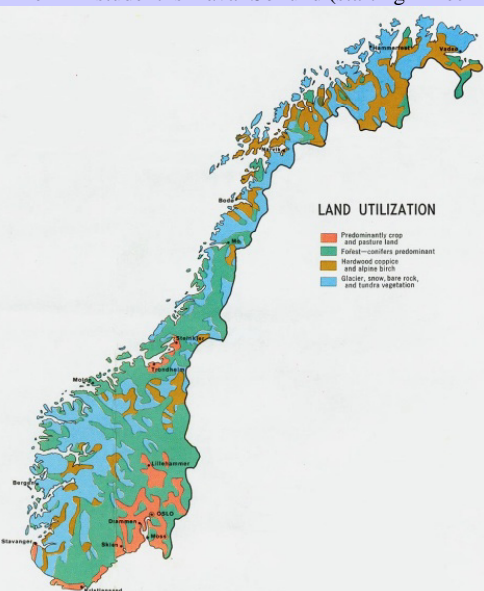 Hammerfest
Vadsø
Narvik
Bodø
LAND UTILIZATION
Predominantly crop
and pasture land
Forest—conifers predominant
Hardwood coppice
and alpine birch
Glacier, snow, bare rock,
and tundra vegetation
Mo
Steinkjer
Trondheim
Molde
Lillehammer
Bergen
OSLO
Drammen
Moss
Stavanger
Skien
Kristiansand